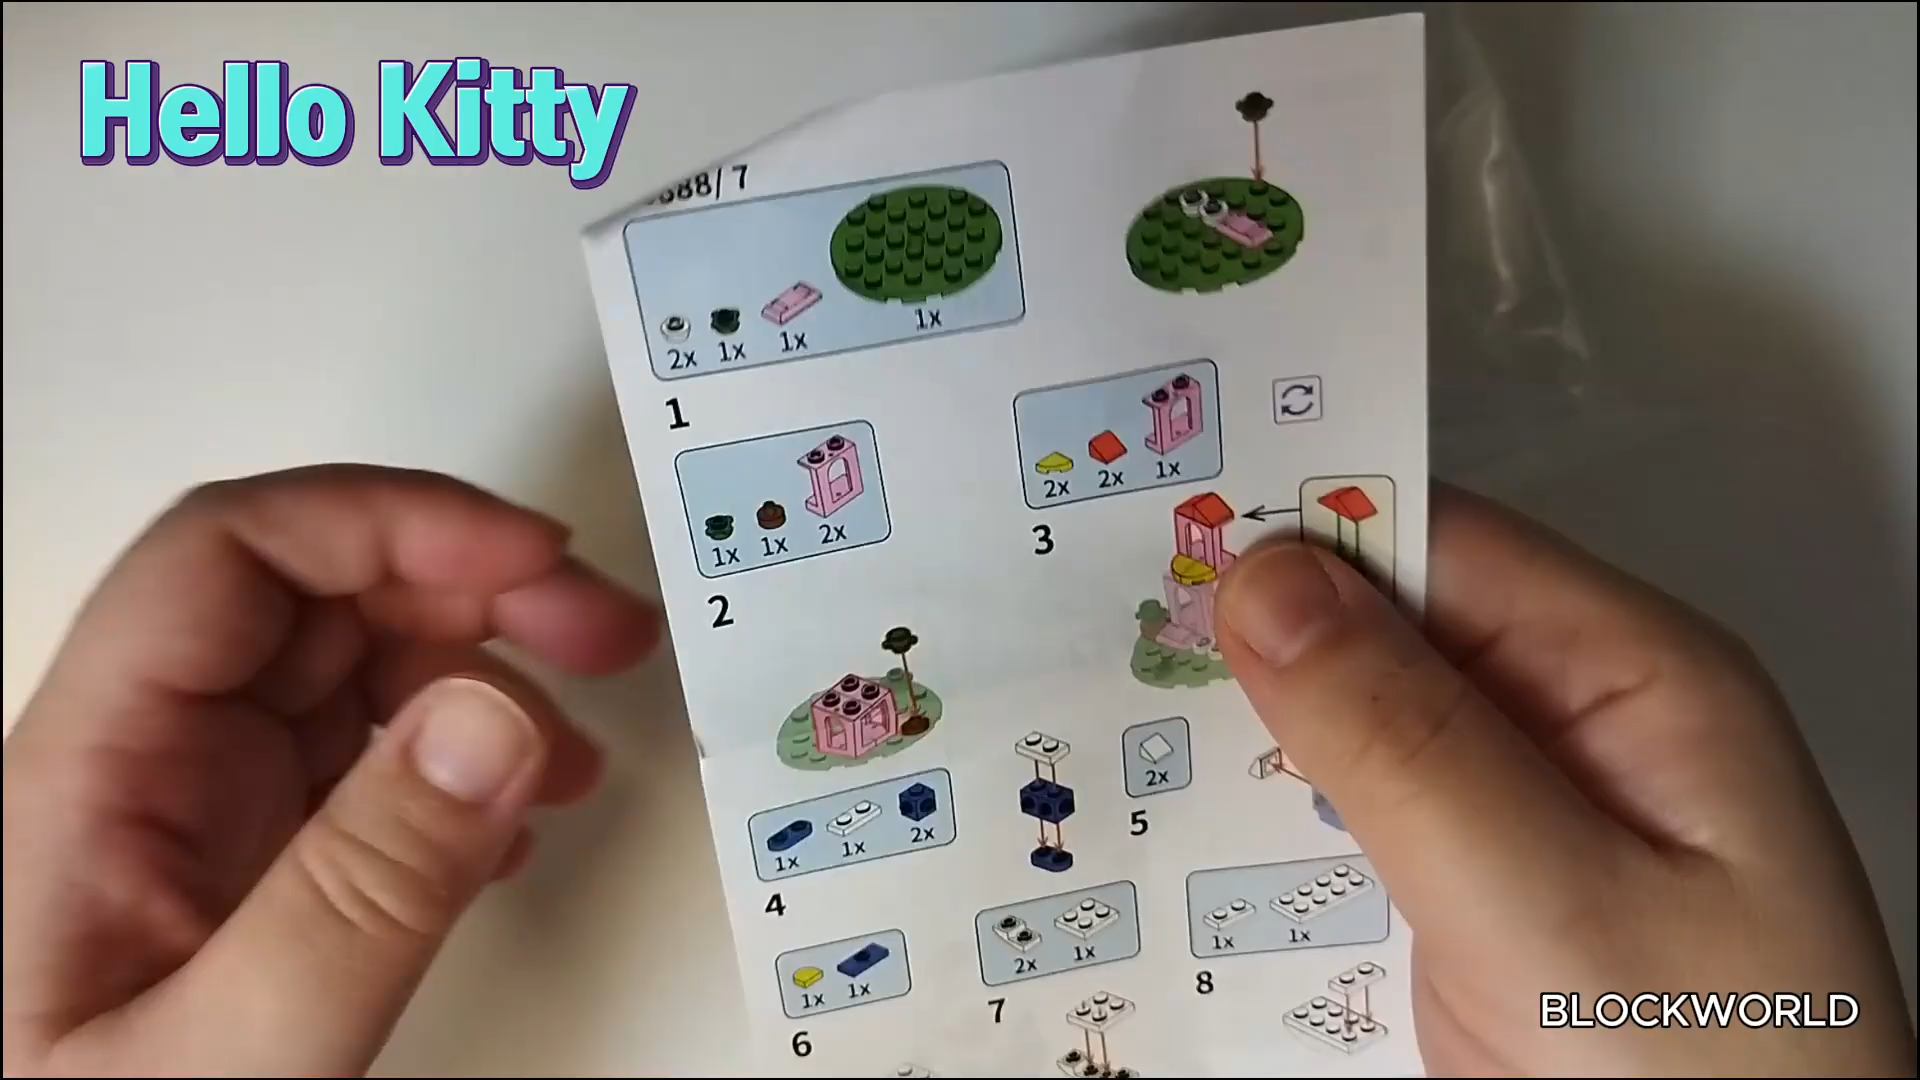 Hello Kitty
688/ 7
2x 1x 1x 1x
1
1x 1x 2x
2
2x 2x 1x
3
1x 1x 2x
4
2x
5
1x 1x
6
2x 1x
7
1x 1x
8
BLOCKWORLD